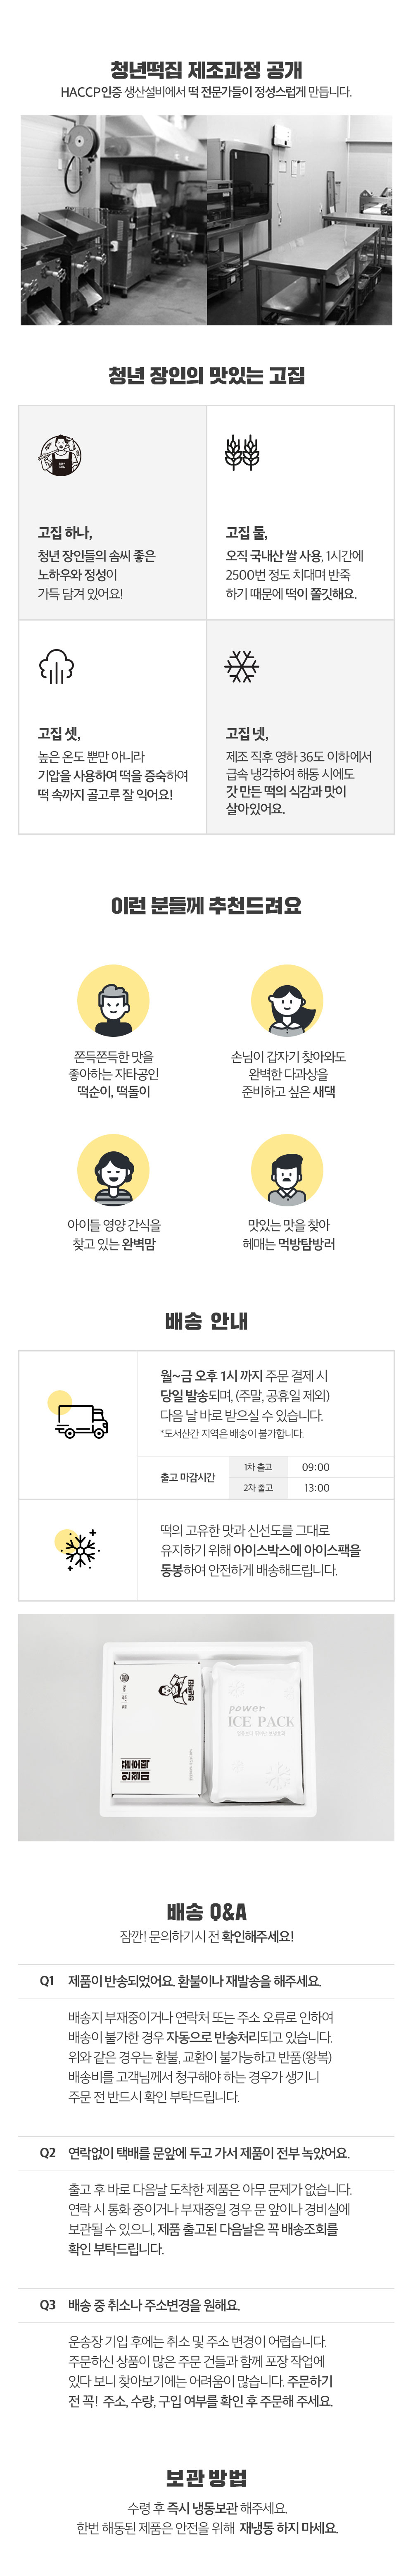 청년떡집 제조과정 공개
HACCP인증 생산설비에서 떡 전문가들이 정성스럽게 만듭니다.
청년 장인의 맛있는 고집
고집 하나,
청년 장인들의 솜씨 좋은
노하우와 정성이
가득 담겨 있어요!
고집 둘,
오직 국내산 쌀 사용, 1시간에
2500번 정도 치대며 반죽
하기 때문에 떡이 쫄깃해요.
고집 셋,
높은 온도 뿐만 아니라
기압을 사용하여 떡을 증숙하여
떡 속까지 골고루 잘 익어요!
고집 넷,
제조 직후 영하 36도 이하에서
급속 냉각하여 해동 시에도
갓 만든 떡의 식감과 맛이
살아있어요.
이런 분들께 추천드려요
쫀득쫀득한 맛을
좋아하는 자타공인
떡순이, 떡돌이
손님이 갑자기 찾아와도
완벽한 다과상을
준비하고 싶은 새댁
아이들 영양 간식을
찾고 있는 완벽맘
맛있는 맛을 찾아
헤매는 먹방탐방러
배송 안내
월~금 오후 1시 까지 주문 결제 시
당일 발송되며, (주말, 공휴일 제외)
다음 날 바로 받으실 수 있습니다.
*도서산간 지역은 배송이 불가합니다.
출고 마감시간
1차 출고 09:00
2차 출고 13:00
떡의 고유한 맛과 신선도를 그대로
유지하기 위해 아이스박스에 아이스팩을
동봉하여 안전하게 배송해드립니다.
청년떡집
인절미
power
ICE PACK
배송 Q&A
잠깐! 문의하기시 전 확인해주세요!
Q1 제품이 반송되었어요. 환불이나 재발송을 해주세요.
배송지 부재중이거나 연락처 또는 주소 오류로 인하여
배송이 불가한 경우 자동으로 반송처리되고 있습니다.
위와 같은 경우는 환불, 교환이 불가능하고 반품(왕복)
배송비를 고객님께서 청구해야 하는 경우가 생기니
주문 전 반드시 확인 부탁드립니다.
Q2 연락없이 택배를 문앞에 두고 가서 제품이 전부 녹았어요.
출고 후 바로 다음날 도착한 제품은 아무 문제가 없습니다.
연락 시 통화 중이거나 부재중일 경우 문 앞이나 경비실에
보관될 수 있으니, 제품 출고된 다음날은 꼭 배송조회를
확인 부탁드립니다.
Q3 배송 중 취소나 주소변경을 원해요.
운송장 기입 후에는 취소 및 주소 변경이 어렵습니다.
주문하신 상품이 많은 주문 건들과 함께 포장 작업에
있다 보니 찾아보기에는 어려움이 많습니다. 주문하기
전 꼭! 주소, 수량, 구입 여부를 확인 후 주문해 주세요.
보관 방법
수령 후 즉시 냉동보관 해주세요.
한번 해동된 제품은 안전을 위해 재냉동 하지 마세요.